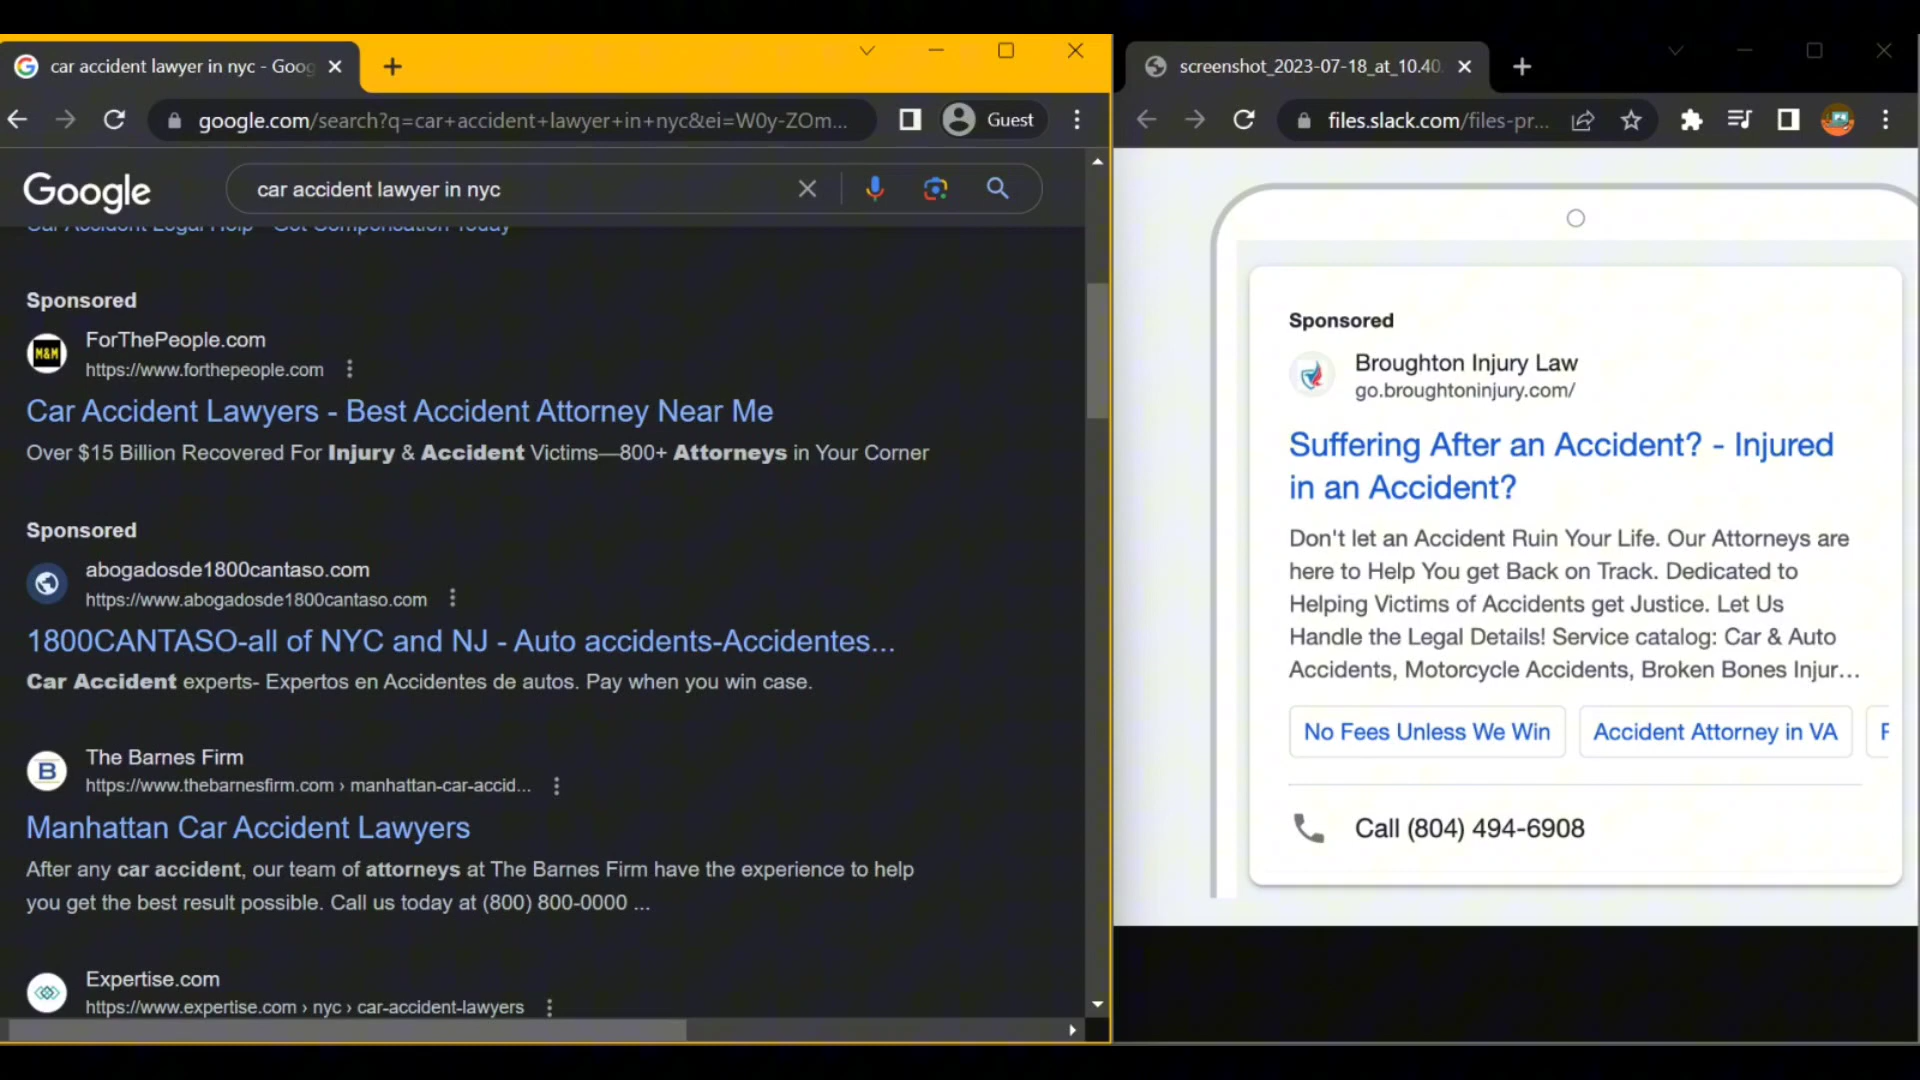 car accident lawyer in nyc - Goog
google.com/search?q=car+accident+lawyer+in+nyc&ei=W0y-ZOm...
Guest
Google
car accident lawyer in nyc
Car Accident Legal Help - Get Compensation Today
Sponsored
M&M
ForThePeople.com
https://www.forthepeople.com
Car Accident Lawyers - Best Accident Attorney Near Me
Over $15 Billion Recovered For Injury & Accident Victims—800+ Attorneys in Your Corner
Sponsored
abogadosde1800cantaso.com
https://www.abogadosde1800cantaso.com
1800CANTASO-all of NYC and NJ - Auto accidents-Accidentes...
Car Accident experts- Expertos en Accidentes de autos. Pay when you win case.
B
The Barnes Firm
https://www.thebarnesfirm.com › manhattan-car-accid...
Manhattan Car Accident Lawyers
After any car accident, our team of attorneys at The Barnes Firm have the experience to help
you get the best result possible. Call us today at (800) 800-0000 ...
Expertise.com
https://www.expertise.com › nyc › car-accident-lawyers
screenshot_2023-07-18_at_10.40.
files.slack.com/files-pr...
Sponsored
Broughton Injury Law
go.broughtoninjury.com/
Suffering After an Accident? - Injured
in an Accident?
Don't let an Accident Ruin Your Life. Our Attorneys are
here to Help You get Back on Track. Dedicated to
Helping Victims of Accidents get Justice. Let Us
Handle the Legal Details! Service catalog: Car & Auto
Accidents, Motorcycle Accidents, Broken Bones Injur...
No Fees Unless We Win
Accident Attorney in VA
F
Call (804) 494-6908